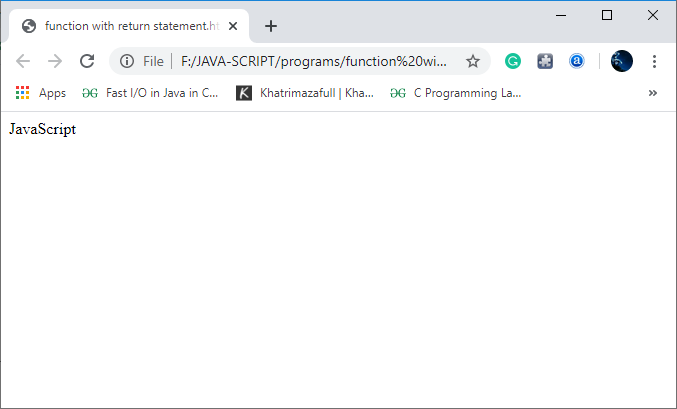 function with return statement.ht
File F:/JAVA-SCRIPT/programs/function%20wi...
Apps Fast I/O in Java in C... Khatrimazafull | Kha... C Programming La... »
JavaScript